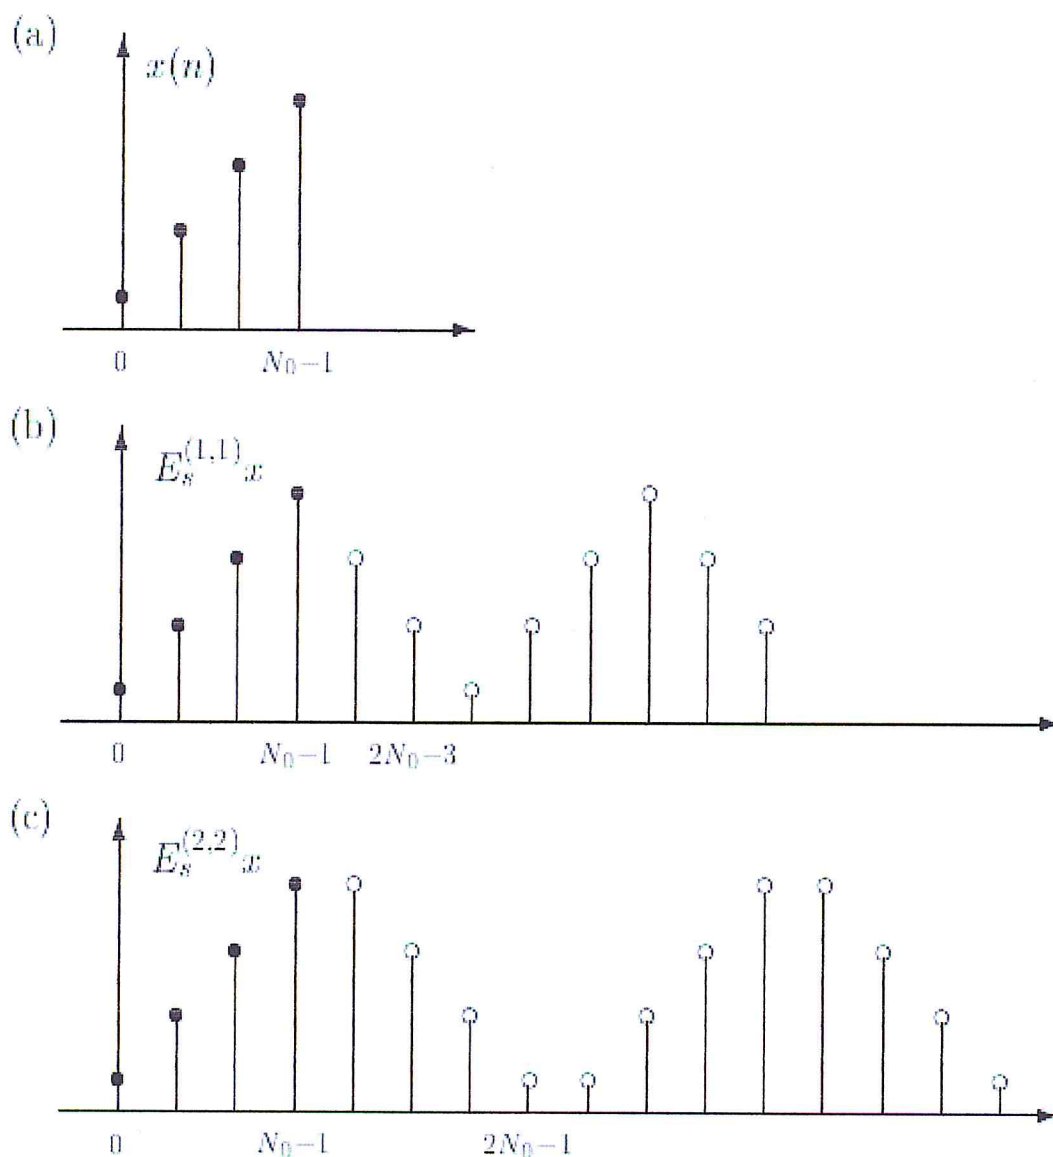 (a)
x(n)
0 N₀−1
(b)
E_s^{(1,1)} x
0 N₀−1 2N₀−3
(c)
E_s^{(2,2)} x
0 N₀−1 2N₀−1